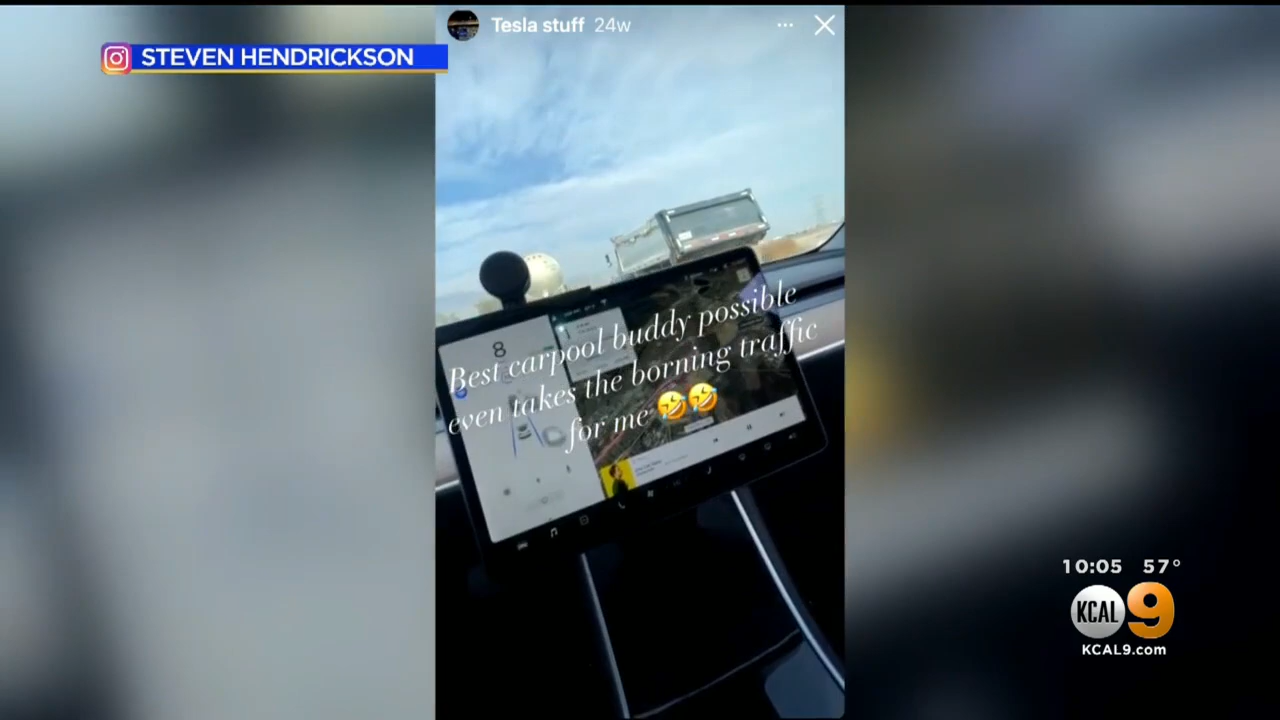 Tesla stuff 24w
STEVEN HENDRICKSON
8
Best carpool buddy possible
even takes the borning traffic
for me 🤣🤣
10:05 57°
KCAL 9
KCAL9.com